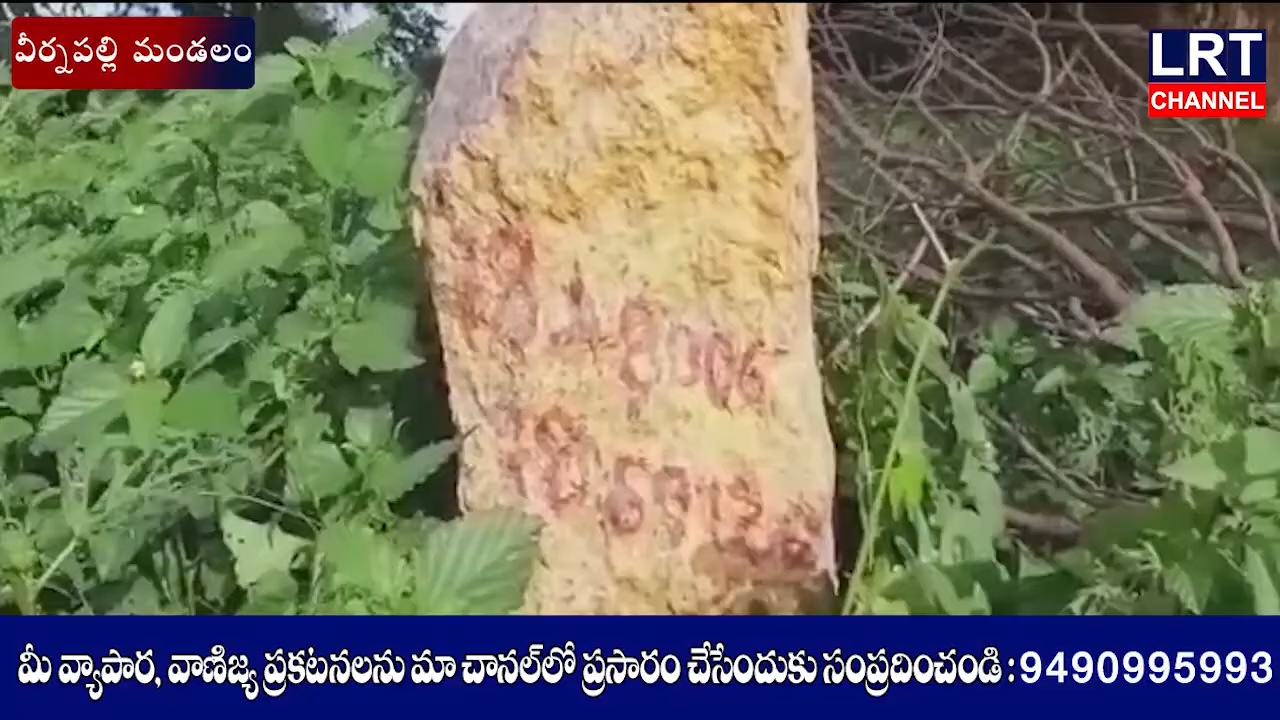 వీర్నపల్లి మండలం
LRT
CHANNEL
మీ వ్యాపార, వాణిజ్య ప్రకటనలను మా చానల్‌లో ప్రసారం చేసేందుకు సంప్రదించండి : 9490995993